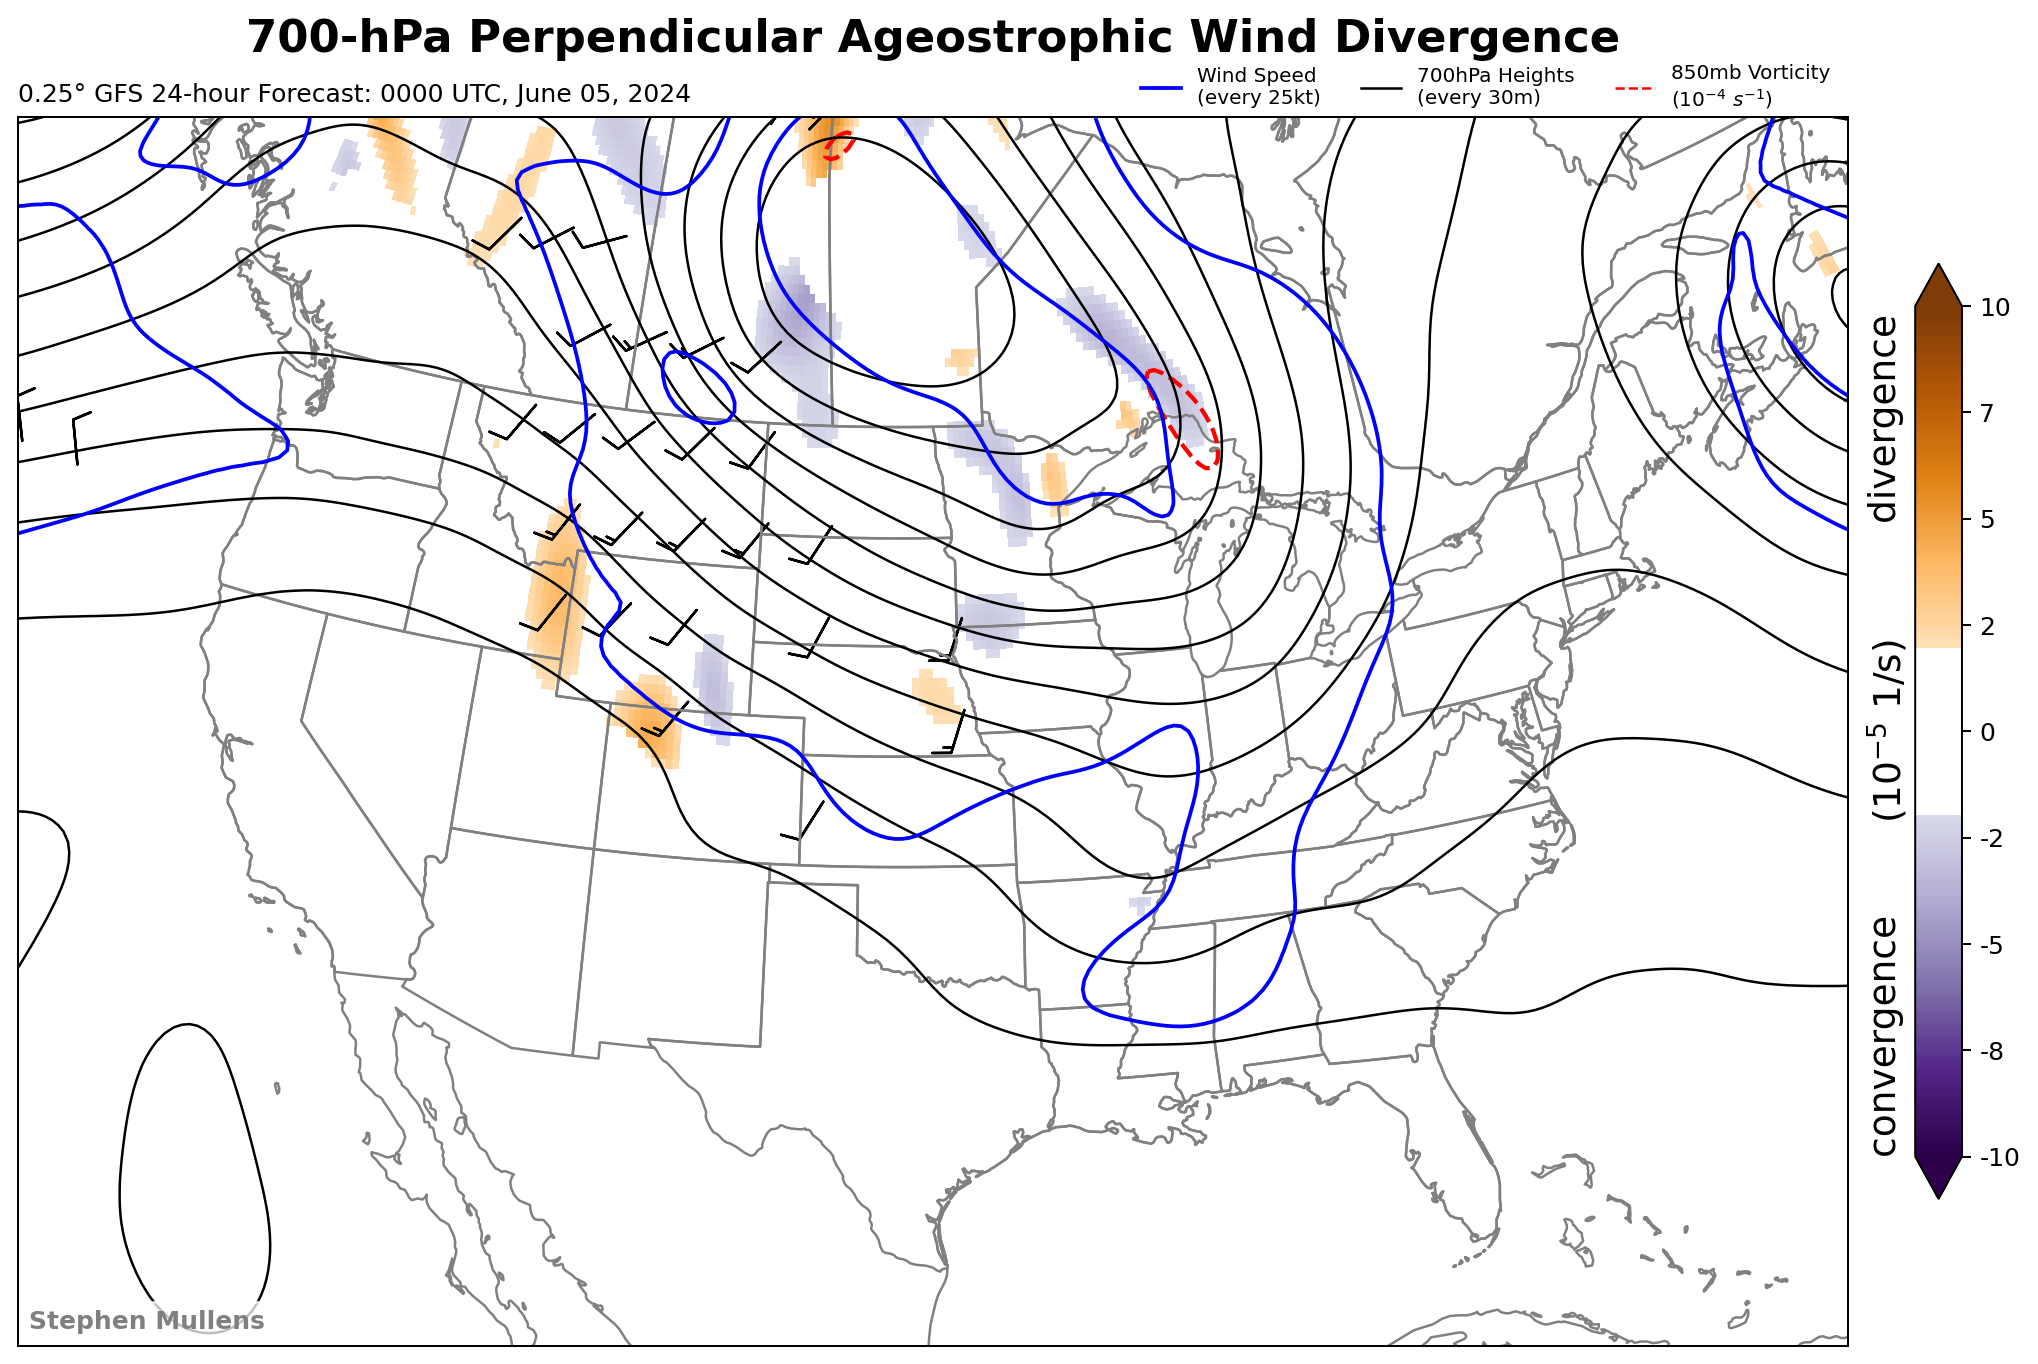 700-hPa Perpendicular Ageostrophic Wind Divergence
0.25° GFS 24-hour Forecast: 0000 UTC, June 05, 2024
Wind Speed
(every 25kt)
700hPa Heights
(every 30m)
850mb Vorticity
(10⁻⁴ s⁻¹)
10
7
5
2
0
-2
-5
-8
-10
convergence (10⁻⁵ 1/s) divergence
Stephen Mullens